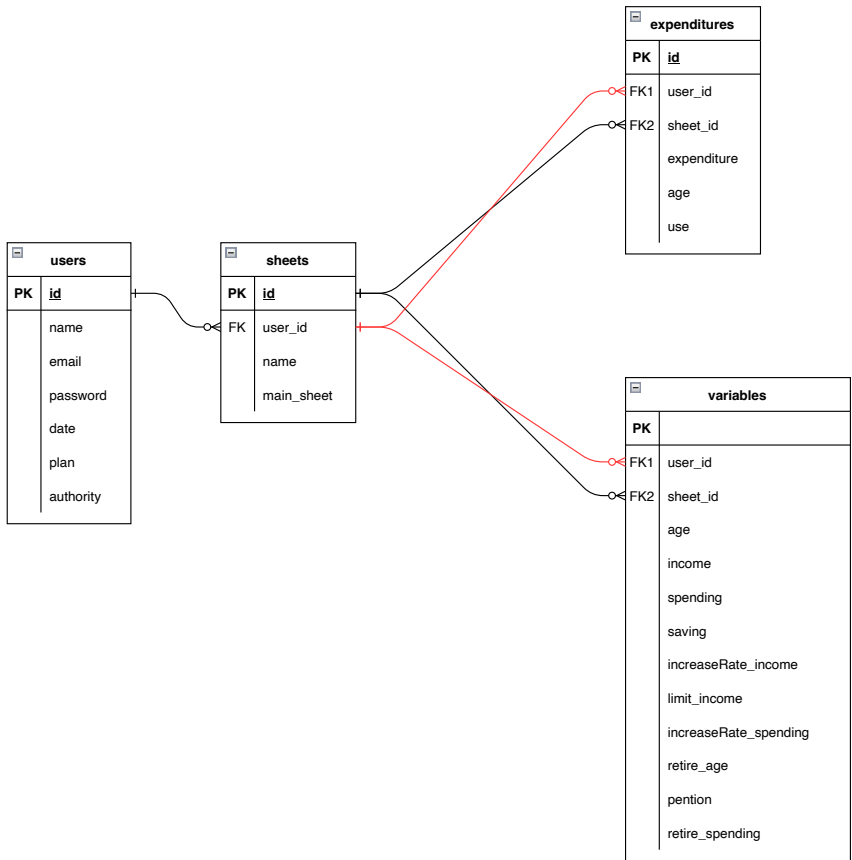 users
PK id
name
email
password
date
plan
authority
sheets
PK id
FK user_id
name
main_sheet
expenditures
PK id
FK1 user_id
FK2 sheet_id
expenditure
age
use
variables
PK
FK1 user_id
FK2 sheet_id
age
income
spending
saving
increaseRate_income
limit_income
increaseRate_spending
retire_age
pention
retire_spending